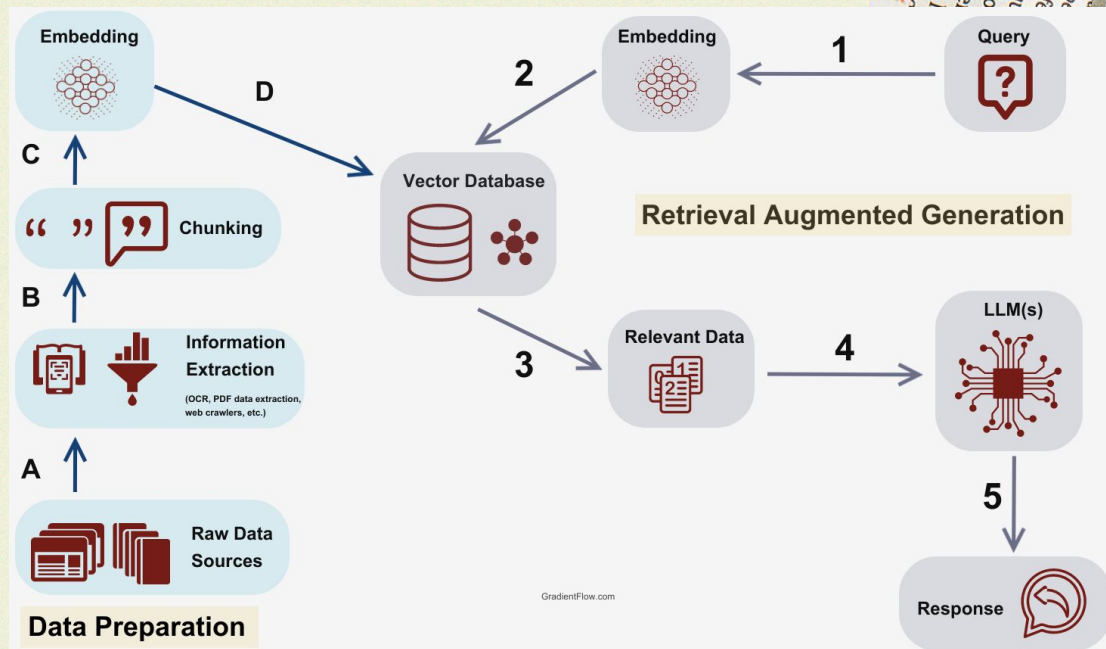 Embedding
D
2
Embedding
1
Query
?
C
Vector Database
“ ” ” Chunking
Retrieval Augmented Generation
B
Information
Extraction
(OCR, PDF data extraction,
web crawlers, etc.)
3
Relevant Data
0 1
2
4
LLM(s)
A
Raw Data
Sources
5
GradientFlow.com
Response
Data Preparation